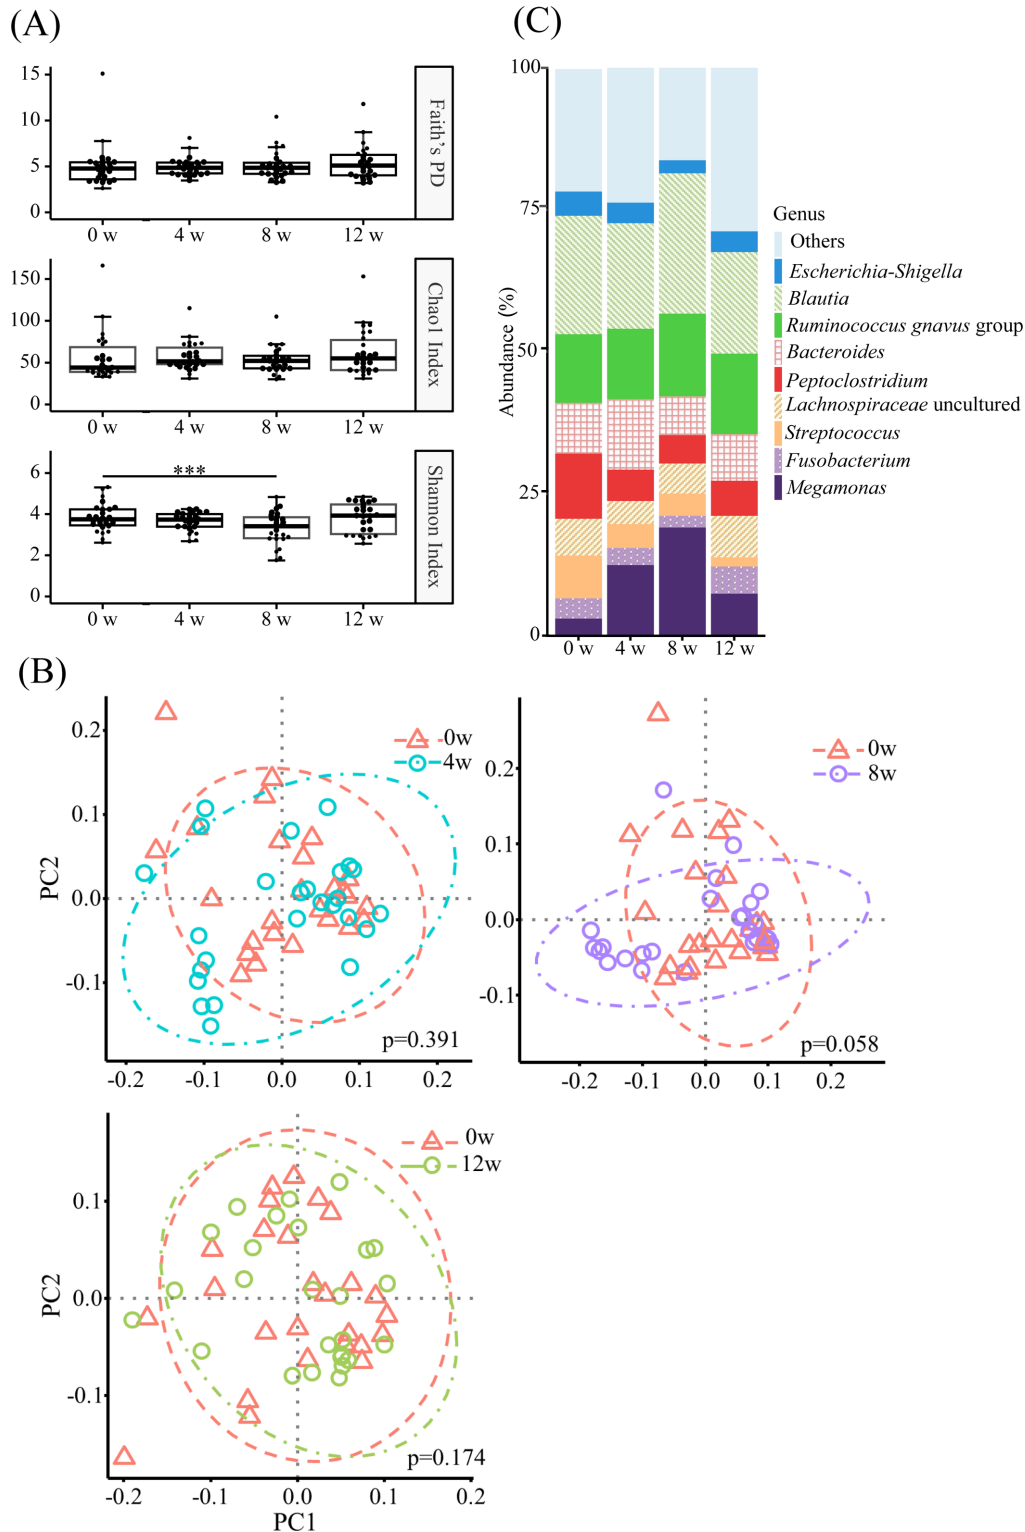 (A)
15
10
5
0
0 w 4 w 8 w 12 w
Faith's PD
150
100
50
0
0 w 4 w 8 w 12 w
Chao1 Index
***
6
4
2
0
0 w 4 w 8 w 12 w
Shannon Index
(C)
100
75
50
25
0
Abundance (%)
0 w 4 w 8 w 12 w
Genus
Others
Escherichia-Shigella
Blautia
Ruminococcus gnavus group
Bacteroides
Peptoclostridium
Lachnospiraceae uncultured
Streptococcus
Fusobacterium
Megamonas
(B)
0.2
0.1
0.0
-0.1
PC2
0w
4w
p=0.391
-0.2 -0.1 0.0 0.1 0.2
0.2
0.1
0.0
-0.1
0w
8w
p=0.058
-0.2 -0.1 0.0 0.1 0.2
0.1
0.0
-0.1
PC2
0w
12w
p=0.174
-0.2 -0.1 0.0 0.1 0.2
PC1